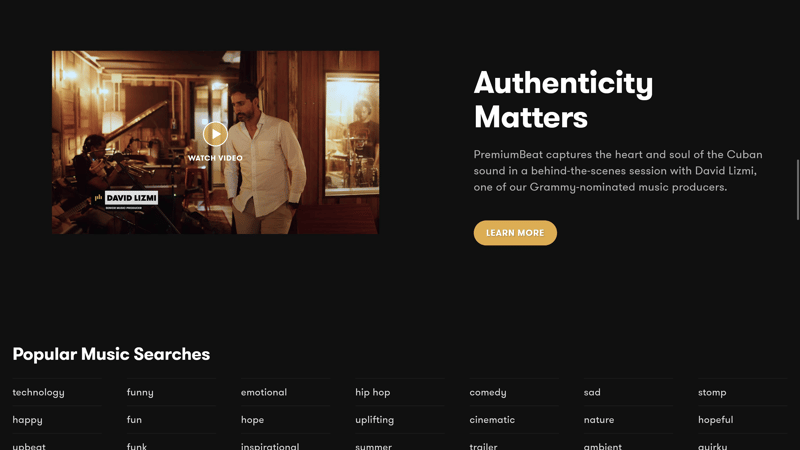 Authenticity
Matters
PremiumBeat captures the heart and soul of the Cuban
sound in a behind-the-scenes session with David Lizmi,
one of our Grammy-nominated music producers.
LEARN MORE
WATCH VIDEO
pb DAVID LIZMI
Popular Music Searches
technology funny emotional hip hop comedy sad stomp
happy fun hope uplifting cinematic nature hopeful
upbeat funk inspirational summer trailer ambient quirky